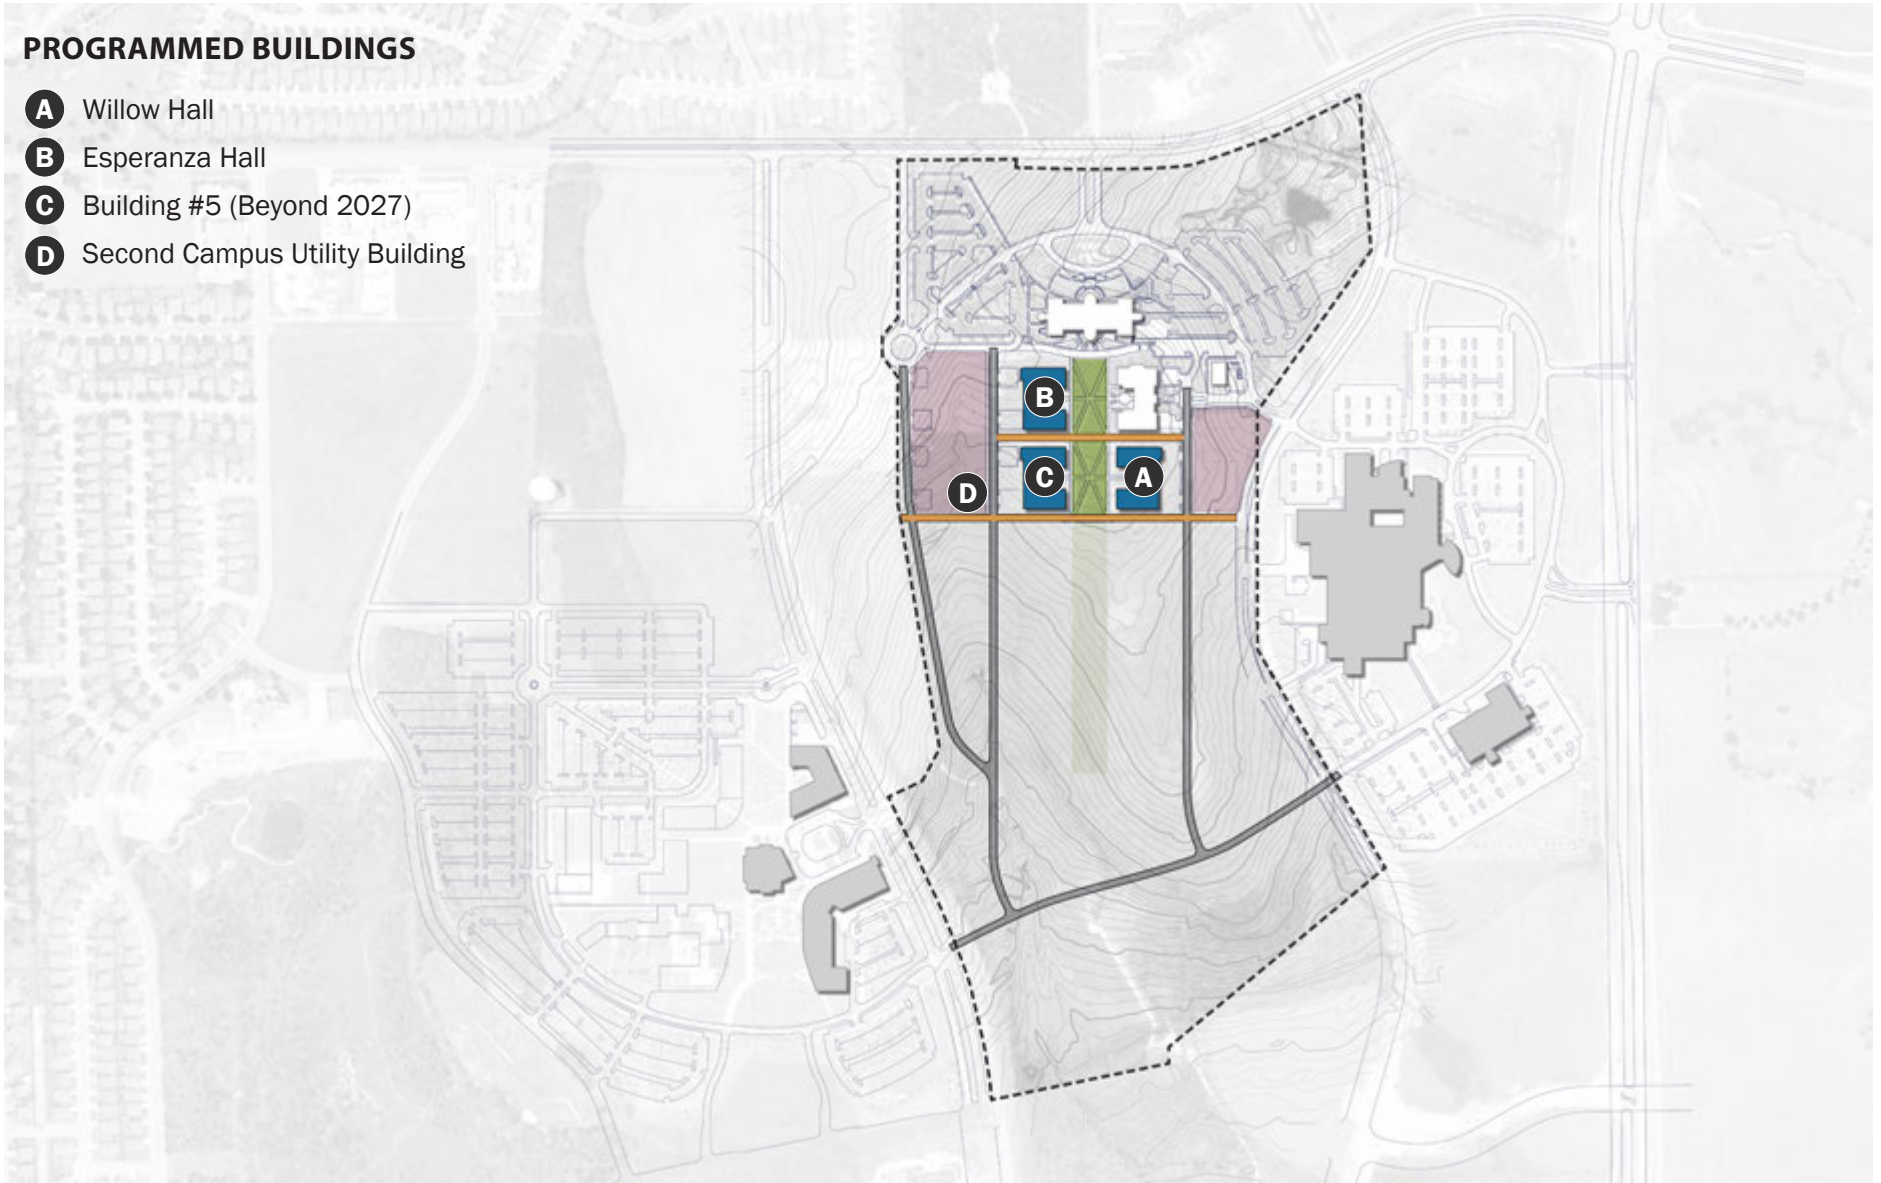 PROGRAMMED BUILDINGS
A Willow Hall
B Esperanza Hall
C Building #5 (Beyond 2027)
D Second Campus Utility Building
B
C
A
D